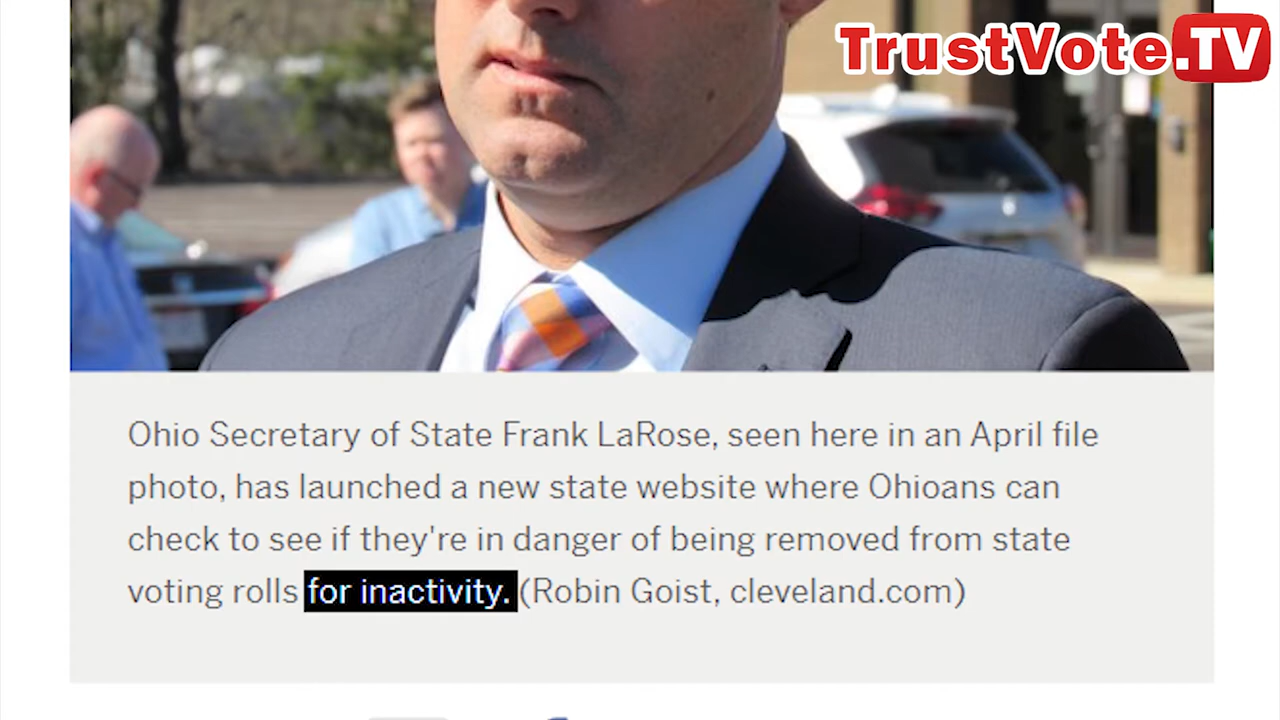 TrustVote.TV
Ohio Secretary of State Frank LaRose, seen here in an April file
photo, has launched a new state website where Ohioans can
check to see if they're in danger of being removed from state
voting rolls for inactivity. (Robin Goist, cleveland.com)